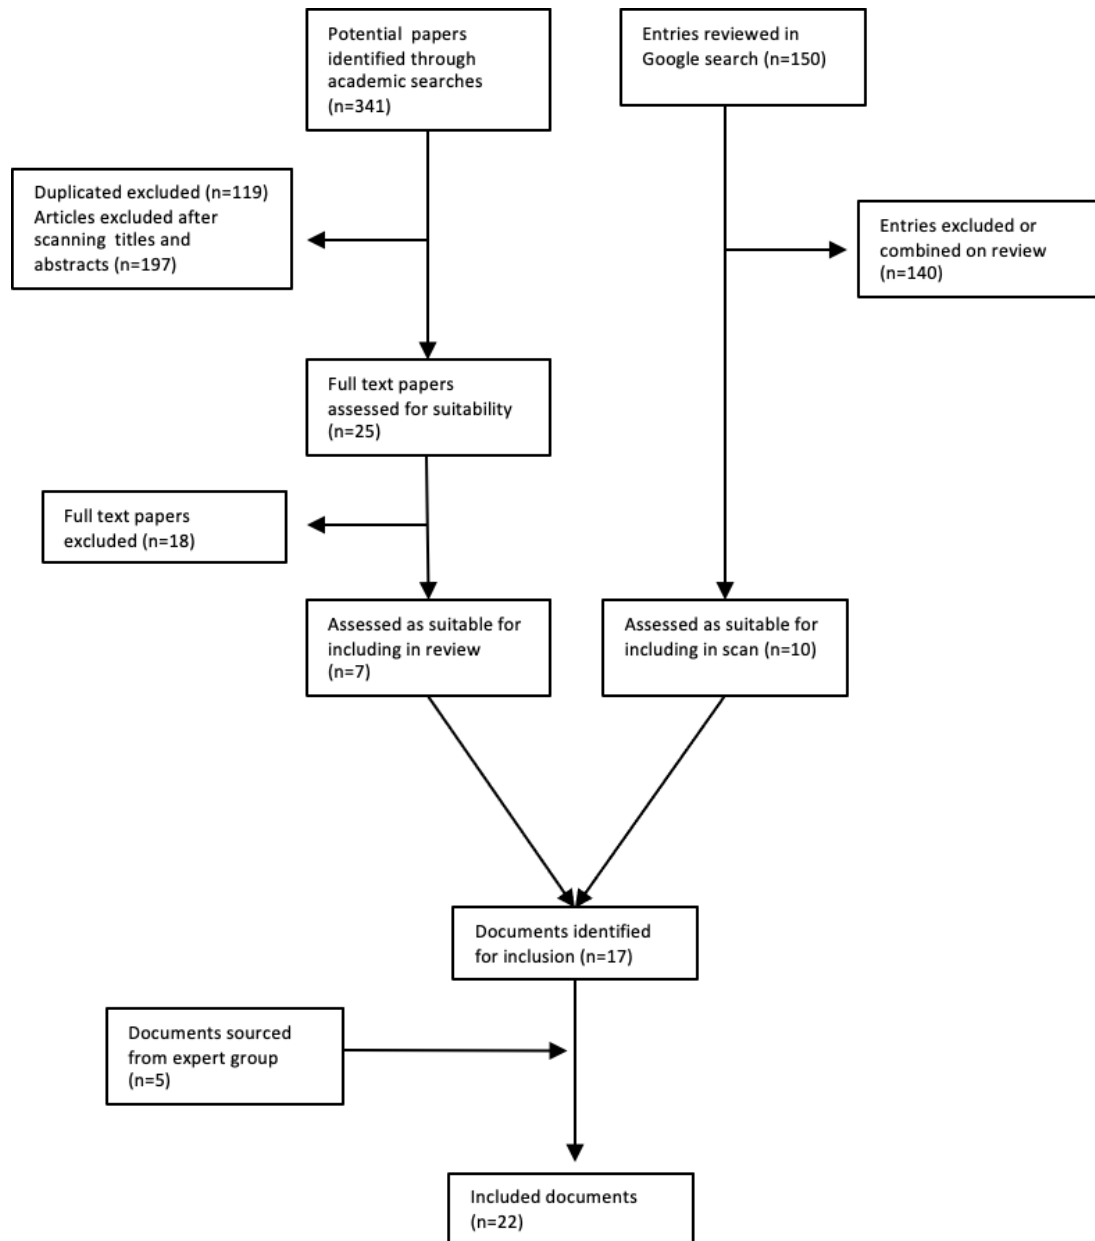 Potential papers
identified through
academic searches
(n=341)
Entries reviewed in
Google search (n=150)
Duplicated excluded (n=119)
Articles excluded after
scanning titles and
abstracts (n=197)
Entries excluded or
combined on review
(n=140)
Full text papers
assessed for suitability
(n=25)
Full text papers
excluded (n=18)
Assessed as suitable for
including in review
(n=7)
Assessed as suitable for
including in scan (n=10)
Documents identified
for inclusion (n=17)
Documents sourced
from expert group
(n=5)
Included documents
(n=22)